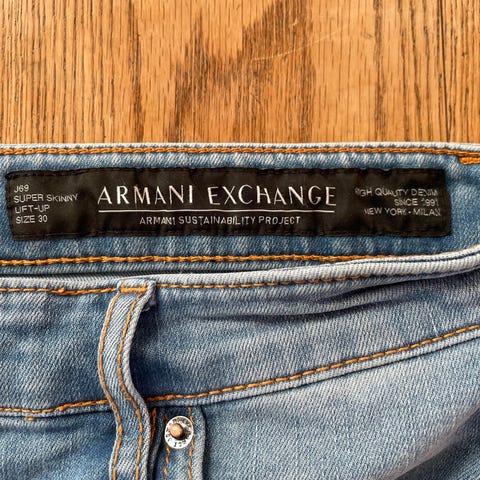 J69
SUPER SKINNY
LIFT-UP
SIZE 30
ARMANI EXCHANGE
ARMANI SUSTAINABILITY PROJECT
HIGH QUALITY DENIM
SINCE 1991
NEW YORK - MILAN